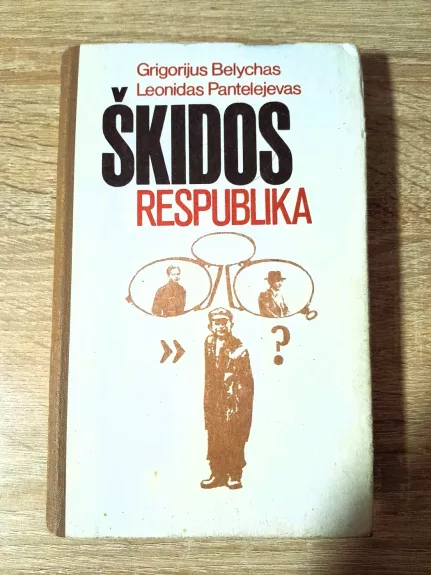 Grigorijus Belychas
Leonidas Pantelejevas
ŠKIDOS
RESPUBLIKA
» ?